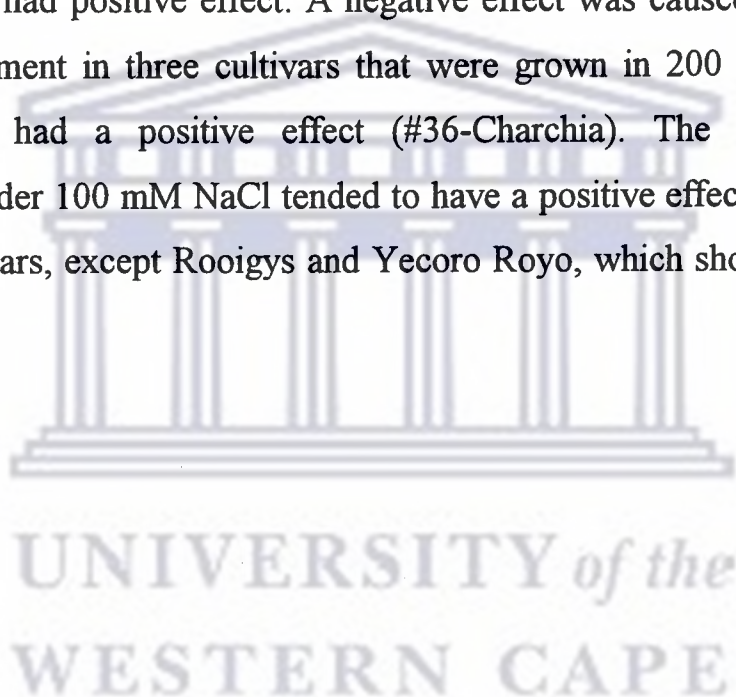 had positive effect. A negative effect was caused
ment in three cultivars that were grown in 200
had a positive effect (#36-Charchia). The
der 100 mM NaCl tended to have a positive effec
ars, except Rooigys and Yecoro Royo, which sho
UNIVERSITY of the
WESTERN CAPE